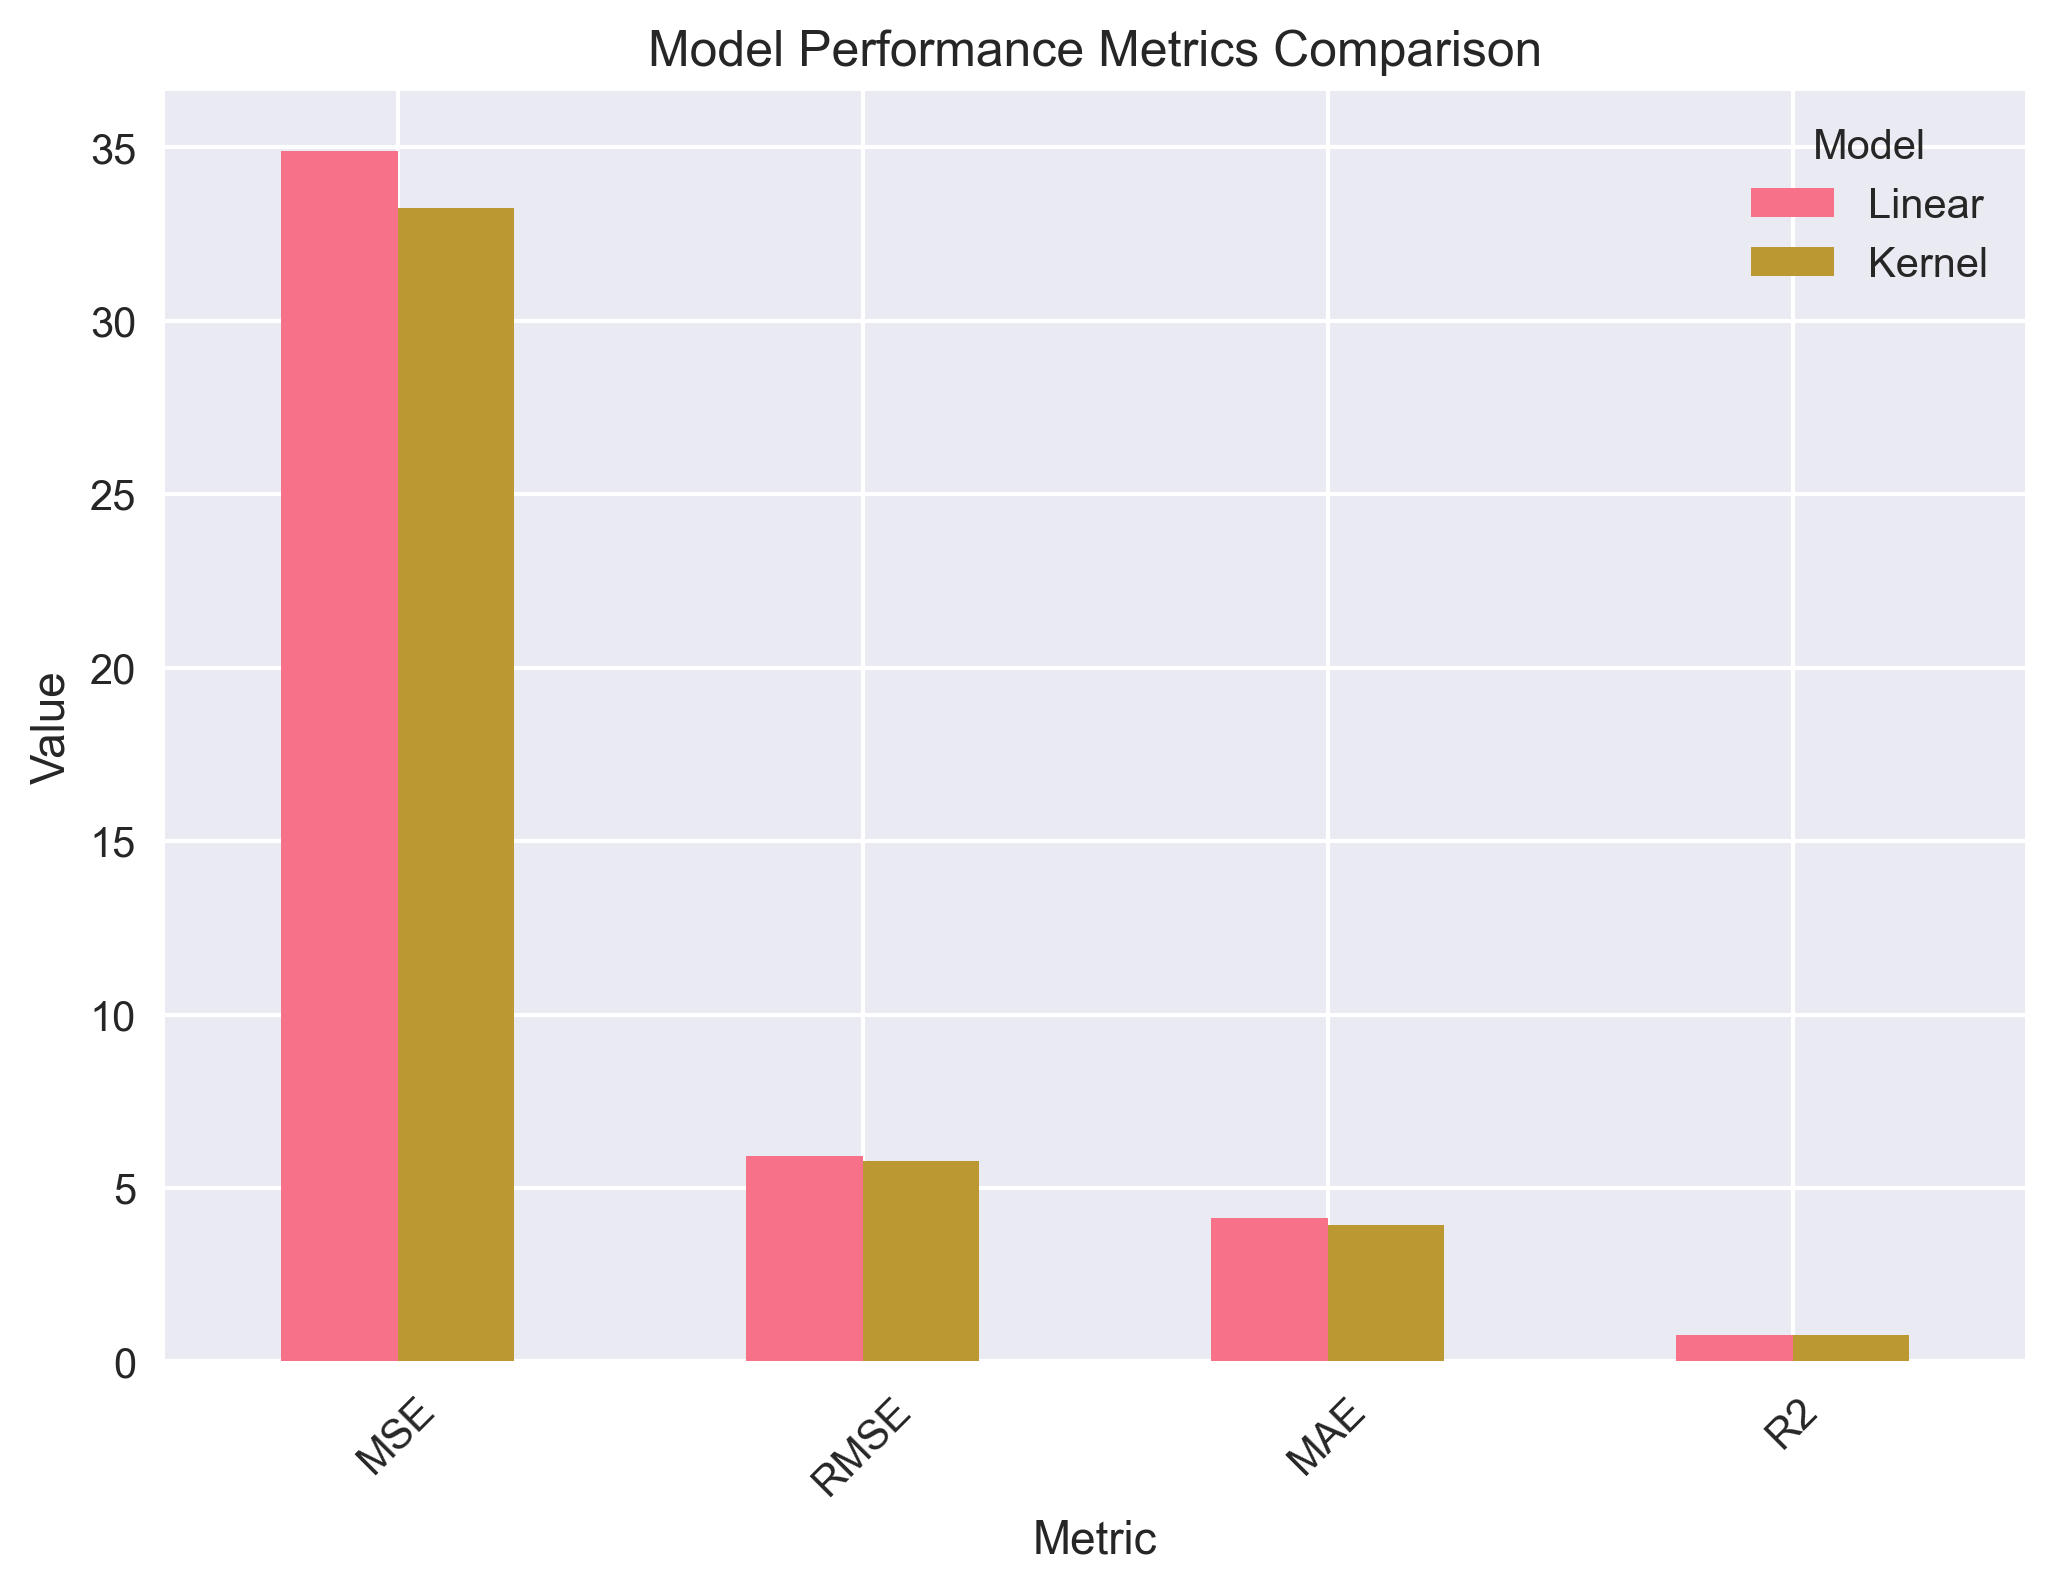 Model Performance Metrics Comparison
Model
Linear
Kernel
35
30
25
20
15
10
5
0
Value
MSE
RMSE
MAE
R2
Metric